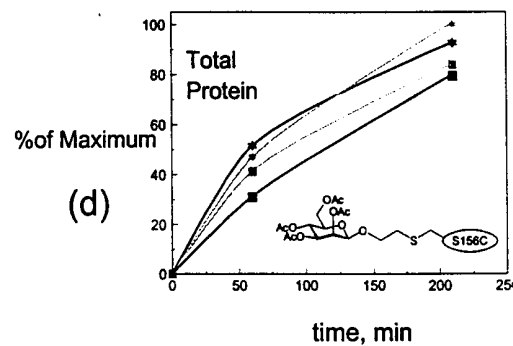 100
80
60
40
20
0
Total
Protein
%of Maximum
(d)
OAc
OAc
AcO
AcO
O
O
S
S156C
0
50
100
150
200
250
time, min